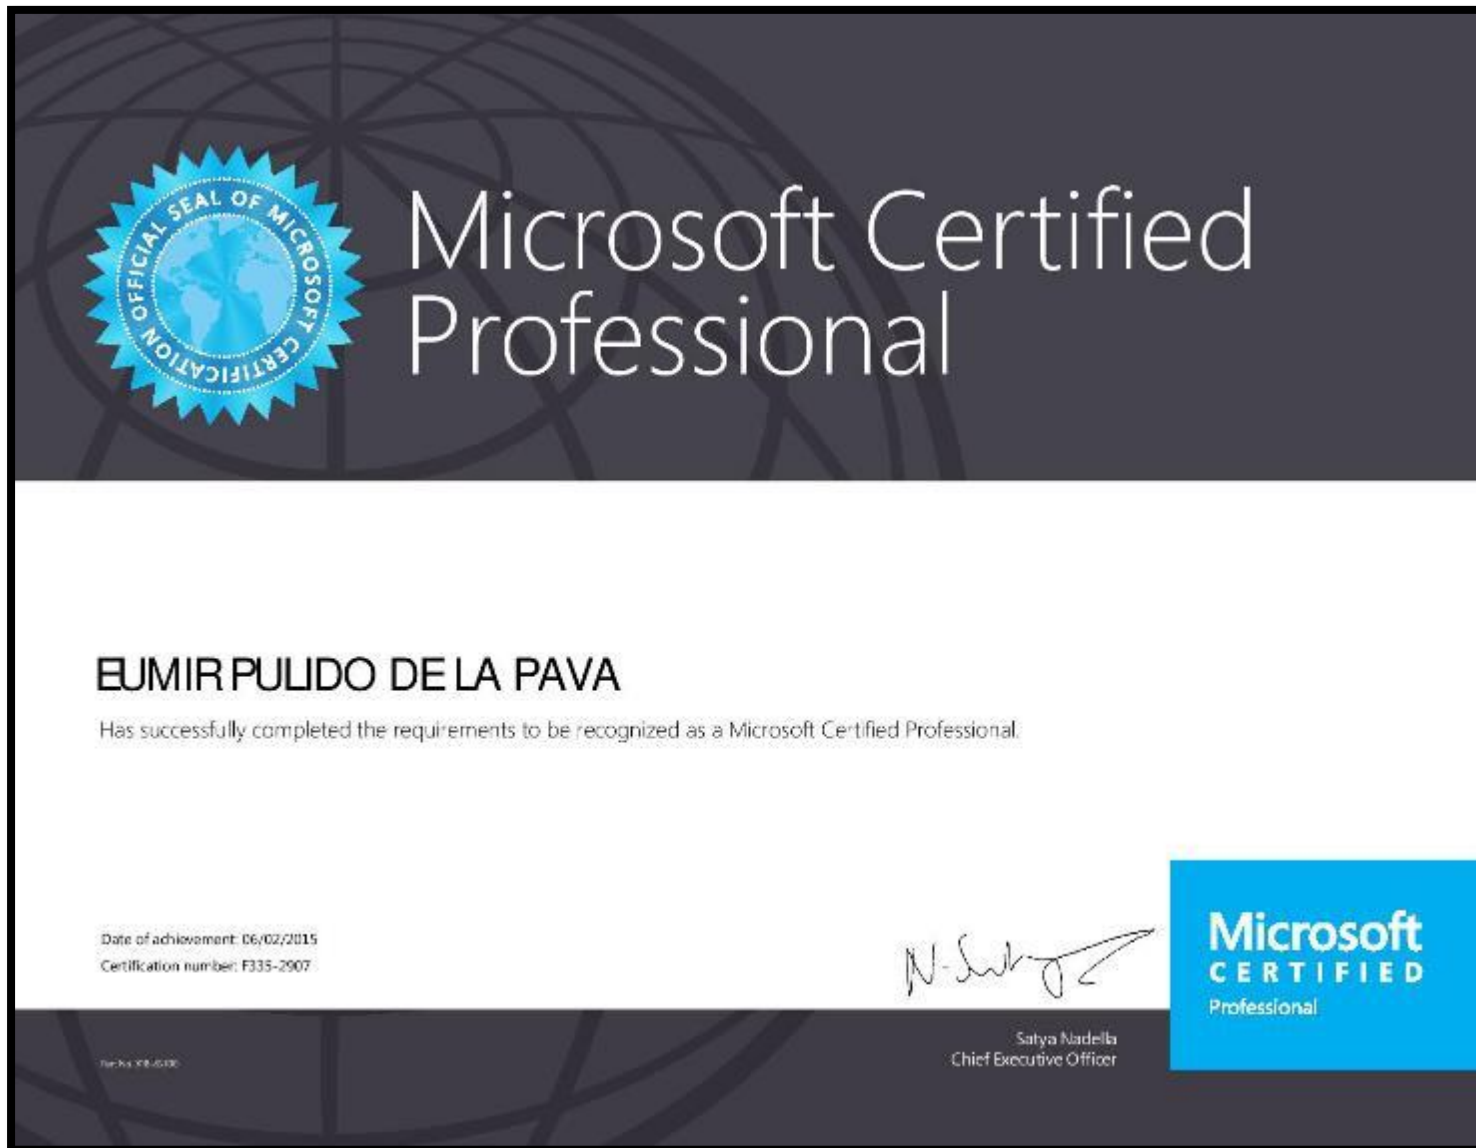 OFFICIAL SEAL OF MICROSOFT CERTIFICATION
Microsoft Certified
Professional
EUMIR PULIDO DE LA PAVA
Has successfully completed the requirements to be recognized as a Microsoft Certified Professional.
Date of achievement: 06/02/2015
Certification number: F335-2907
Satya Nadella
Chief Executive Officer
Microsoft
CERTIFIED
Professional